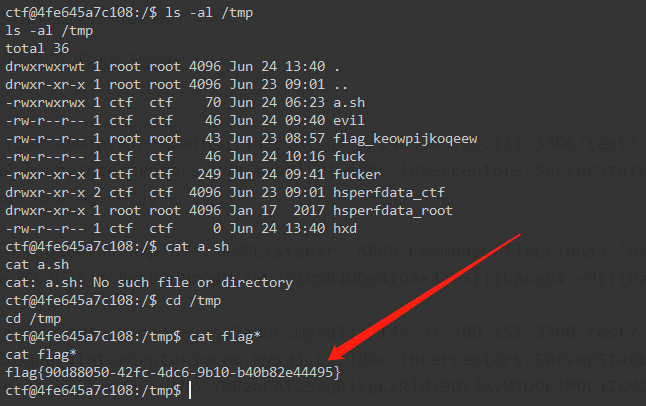 ctf@4fe645a7c108:/$ ls -al /tmp
ls -al /tmp
total 36
drwxrwxrwt 1 root root 4096 Jun 24 13:40 .
drwxr-xr-x 1 root root 4096 Jun 23 09:01 ..
-rwxrwxrwx 1 ctf  ctf    70 Jun 24 06:23 a.sh
-rw-r--r-- 1 ctf  ctf    46 Jun 24 09:40 evil
-rw-r--r-- 1 root root   43 Jun 23 08:57 flag_keowpijkoqeew
-rw-r--r-- 1 ctf  ctf    46 Jun 24 10:16 fuck
-rwxr-xr-x 1 ctf  ctf   249 Jun 24 09:41 fucker
drwxr-xr-x 2 ctf  ctf  4096 Jun 23 09:01 hsperfdata_ctf
drwxr-xr-x 1 root root 4096 Jan 17  2017 hsperfdata_root
-rw-r--r-- 1 ctf  ctf     0 Jun 24 13:40 hxd
ctf@4fe645a7c108:/$ cat a.sh
cat a.sh
cat: a.sh: No such file or directory
ctf@4fe645a7c108:/$ cd /tmp
cd /tmp
ctf@4fe645a7c108:/tmp$ cat flag*
cat flag*
flag{90d88050-42fc-4dc6-9b10-b40b82e44495}
ctf@4fe645a7c108:/tmp$